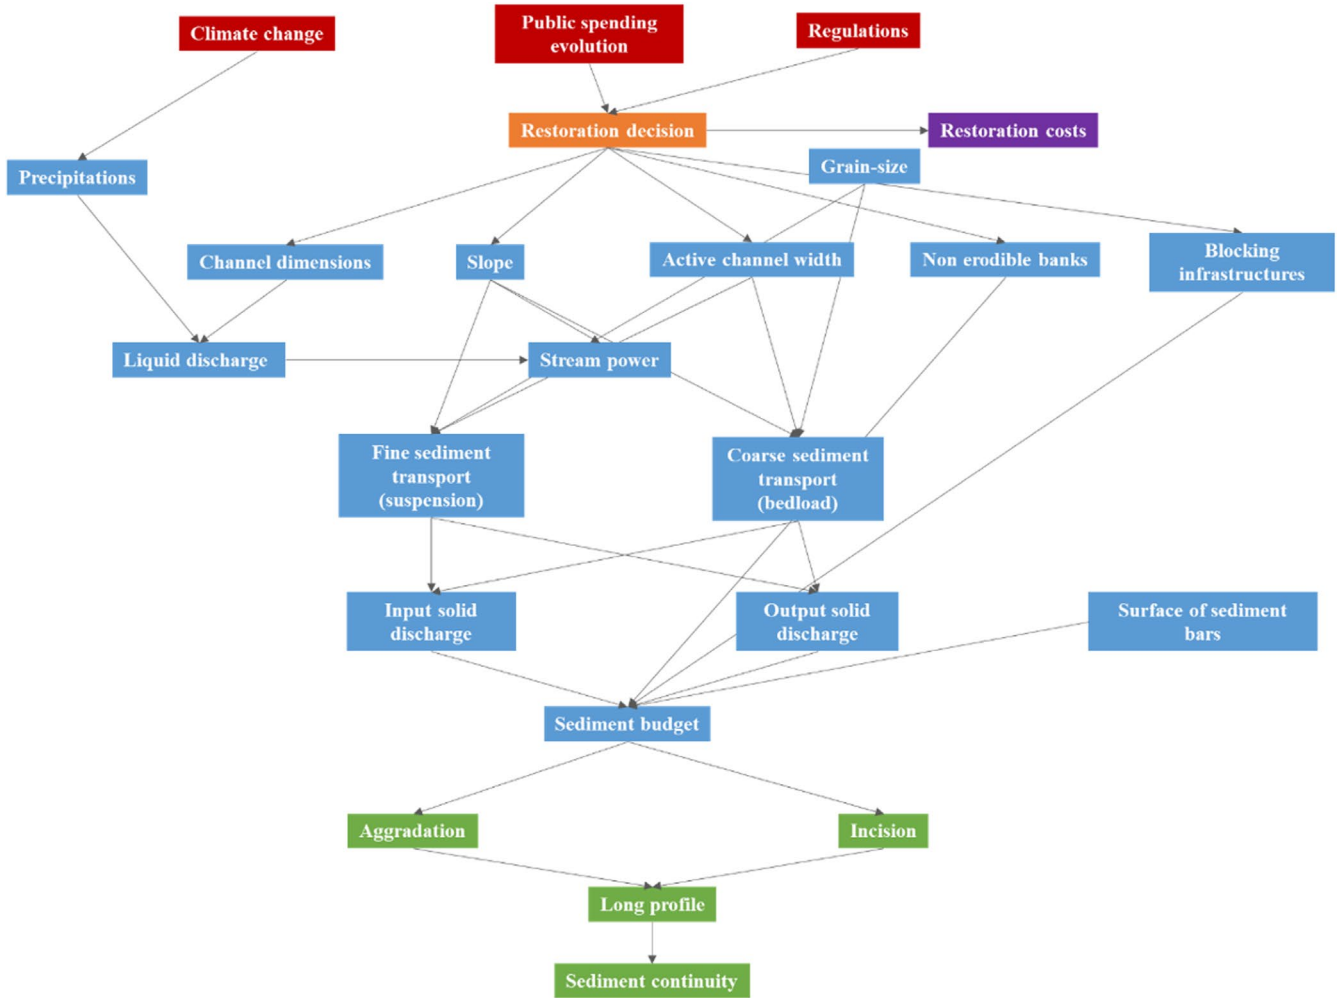 Climate change
Public spending
evolution
Regulations
Restoration decision
Restoration costs
Grain-size
Precipitations
Channel dimensions
Slope
Active channel width
Non erodible banks
Blocking
infrastructures
Liquid discharge
Stream power
Fine sediment
transport
(suspension)
Coarse sediment
transport
(bedload)
Input solid
discharge
Output solid
discharge
Surface of sediment
bars
Sediment budget
Aggradation
Incision
Long profile
Sediment continuity